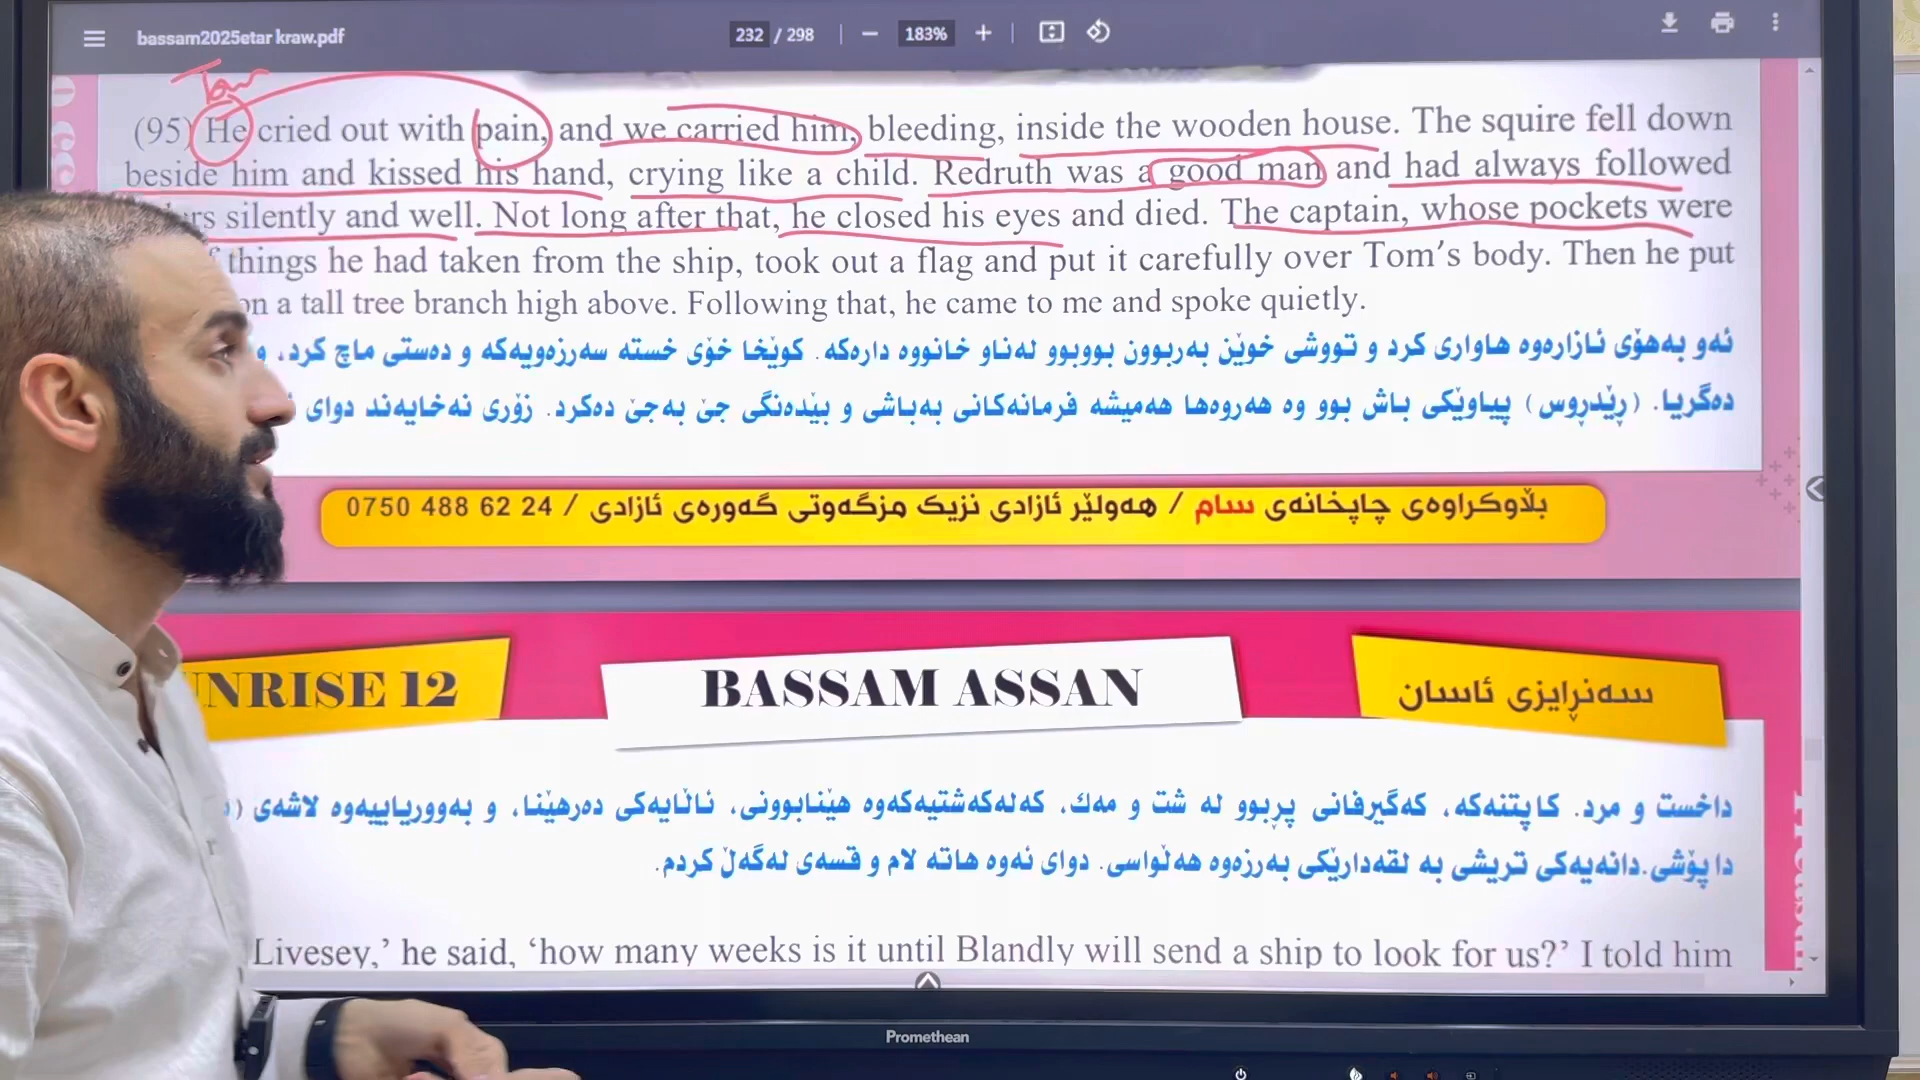 bassam2025etar kraw.pdf
232 / 298
183%
Tom
(95) He cried out with pain, and we carried him, bleeding, inside the wooden house. The squire fell down
beside him and kissed his hand, crying like a child. Redruth was a good man and had always followed
silently and well. Not long after that, he closed his eyes and died. The captain, whose pockets were
things he had taken from the ship, took out a flag and put it carefully over Tom's body. Then he put
on a tall tree branch high above. Following that, he came to me and spoke quietly.
ئەو بەهۆی ئازارەوە هاواری کرد و تووشی خوێن بەربوون بووبوو لەناو خانووە دارەکە. کوێخا خۆی خستە سەرزەویەکە و دەستی ماچ کرد، و
دەگریا. (ڕێدڕوس) پیاوێکی باش بوو وە هەروەها هەمیشە فرمانەکانی بەباشی و بێدەنگی جێ بەجێ دەکرد. زۆری نەخایەند دوای
بڵاوکراوەی چاپخانەی سام / هەولێر ئازادی نزیک مزگەوتی گەورەی ئازادی / 0750 488 62 24
NRISE 12
BASSAM ASSAN
سەنڕایزی ئاسان
داخست و مرد. کاپتنەکە، کەگیرفانی پڕبوو لە شت و مەك، کەلەکەشتیەکەوە هێنابوونی، ئاڵایەکی دەرهێنا، و بەووریاییەوە لاشەی
دا پۆشی.دانەیەکی تریشی بە لقەدارێکی بەرزەوە هەڵواسی. دوای ئەوە هاتە لام و قسەی لەگەڵ کردم.
Livesey,' he said, 'how many weeks is it until Blandly will send a ship to look for us?' I told him
Promethean